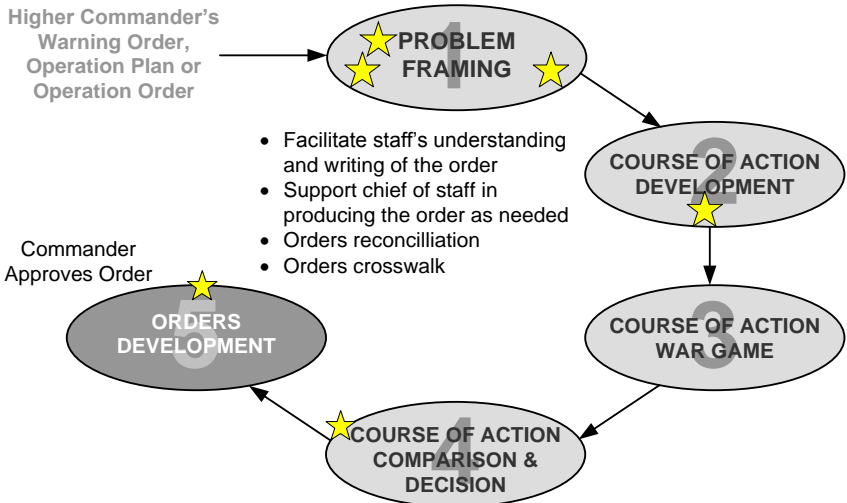 Higher Commander's
Warning Order,
Operation Plan or
Operation Order
1
PROBLEM
FRAMING
• Facilitate staff's understanding
and writing of the order
• Support chief of staff in
producing the order as needed
• Orders reconcilliation
• Orders crosswalk
2
COURSE OF ACTION
DEVELOPMENT
Commander
Approves Order
5
ORDERS
DEVELOPMENT
3
COURSE OF ACTION
WAR GAME
4
COURSE OF ACTION
COMPARISON &
DECISION